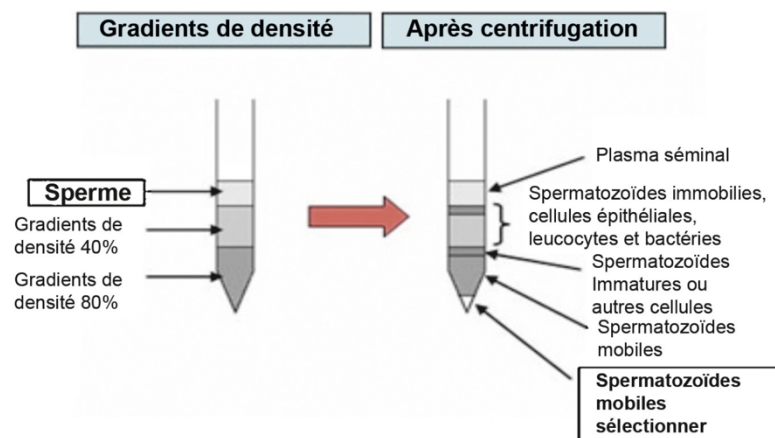 Gradients de densité
Après centrifugation
Sperme
Gradients de
densité 40%
Gradients de
densité 80%
Plasma séminal
Spermatozoïdes immobilies,
cellules épithéliales,
leucocytes et bactéries
Spermatozoïdes
Immatures ou
autres cellules
Spermatozoïdes
mobiles
Spermatozoïdes
mobiles
sélectionner